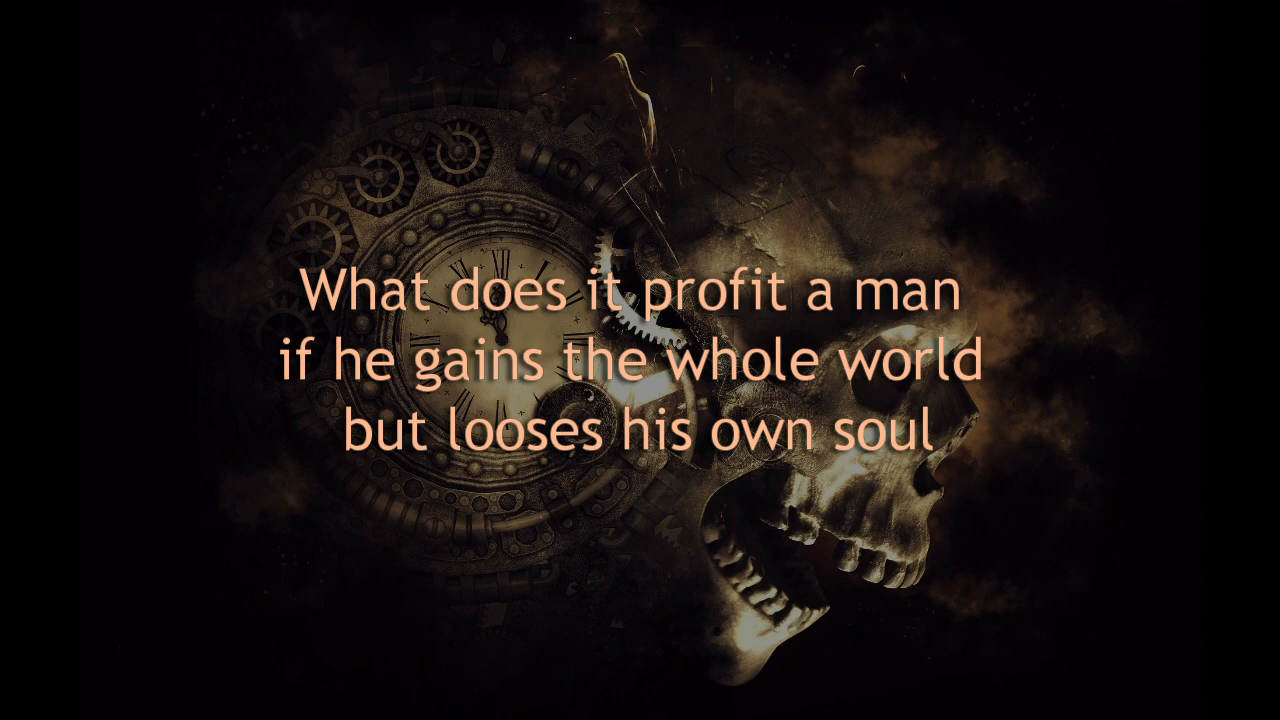 What does it profit a man
if he gains the whole world
but looses his own soul